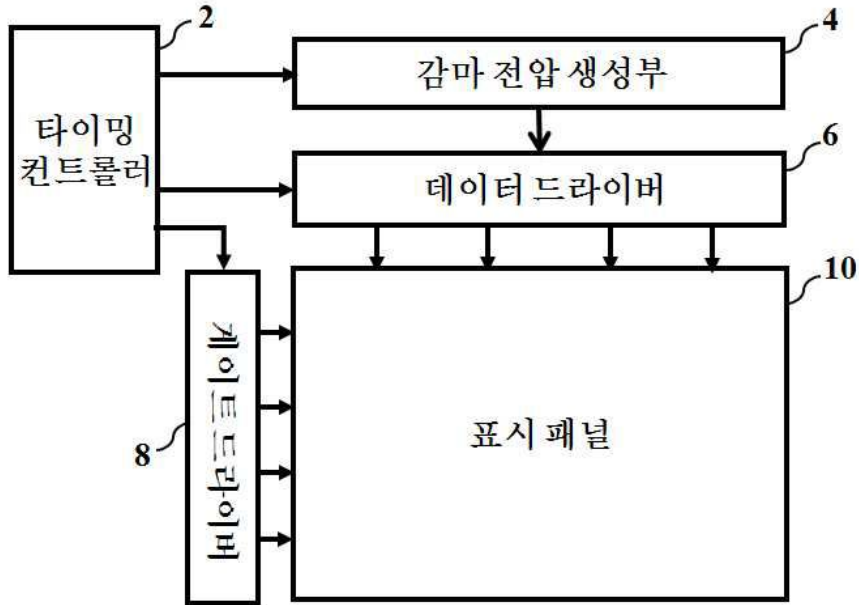 2
타이밍
컨트롤러
감마 전압 생성부
4
데이터 드라이버
6
게이트 드라이버
8
표시 패널
10